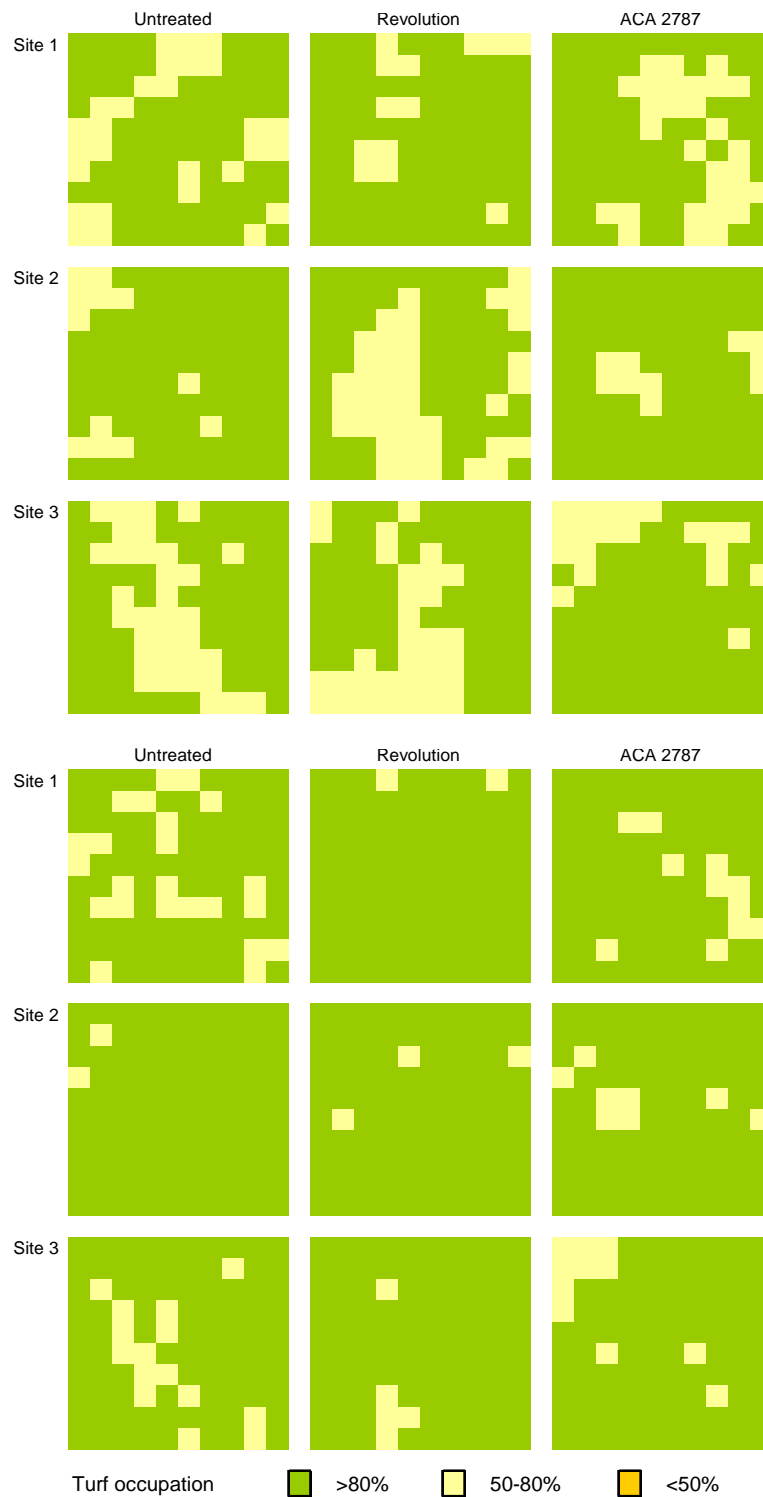 Untreated Revolution ACA 2787
Site 1
Site 2
Site 3
Untreated Revolution ACA 2787
Site 1
Site 2
Site 3
Turf occupation >80% 50-80% <50%